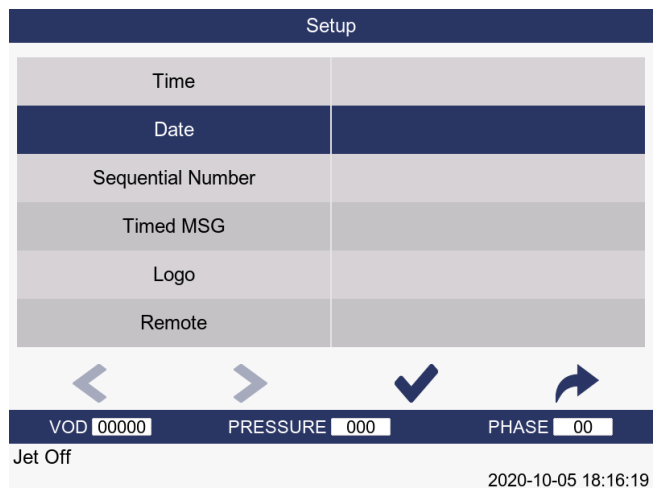 Setup
Time
Date
Sequential Number
Timed MSG
Logo
Remote
VOD 00000 PRESSURE 000 PHASE 00
Jet Off
2020-10-05 18:16:19